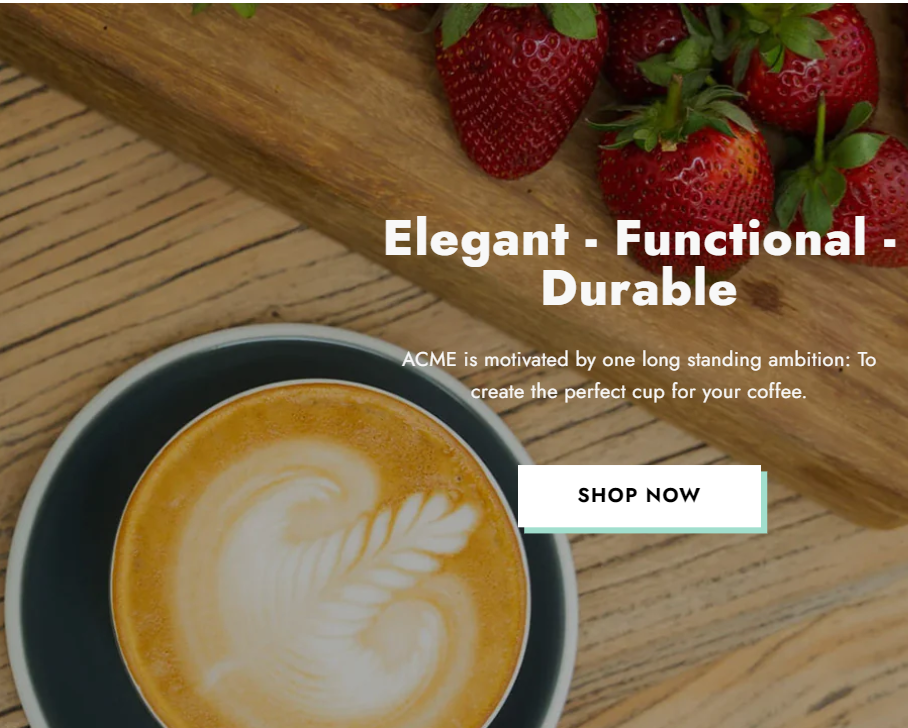 Elegant - Functional -
Durable
ACME is motivated by one long standing ambition: To
create the perfect cup for your coffee.
SHOP NOW